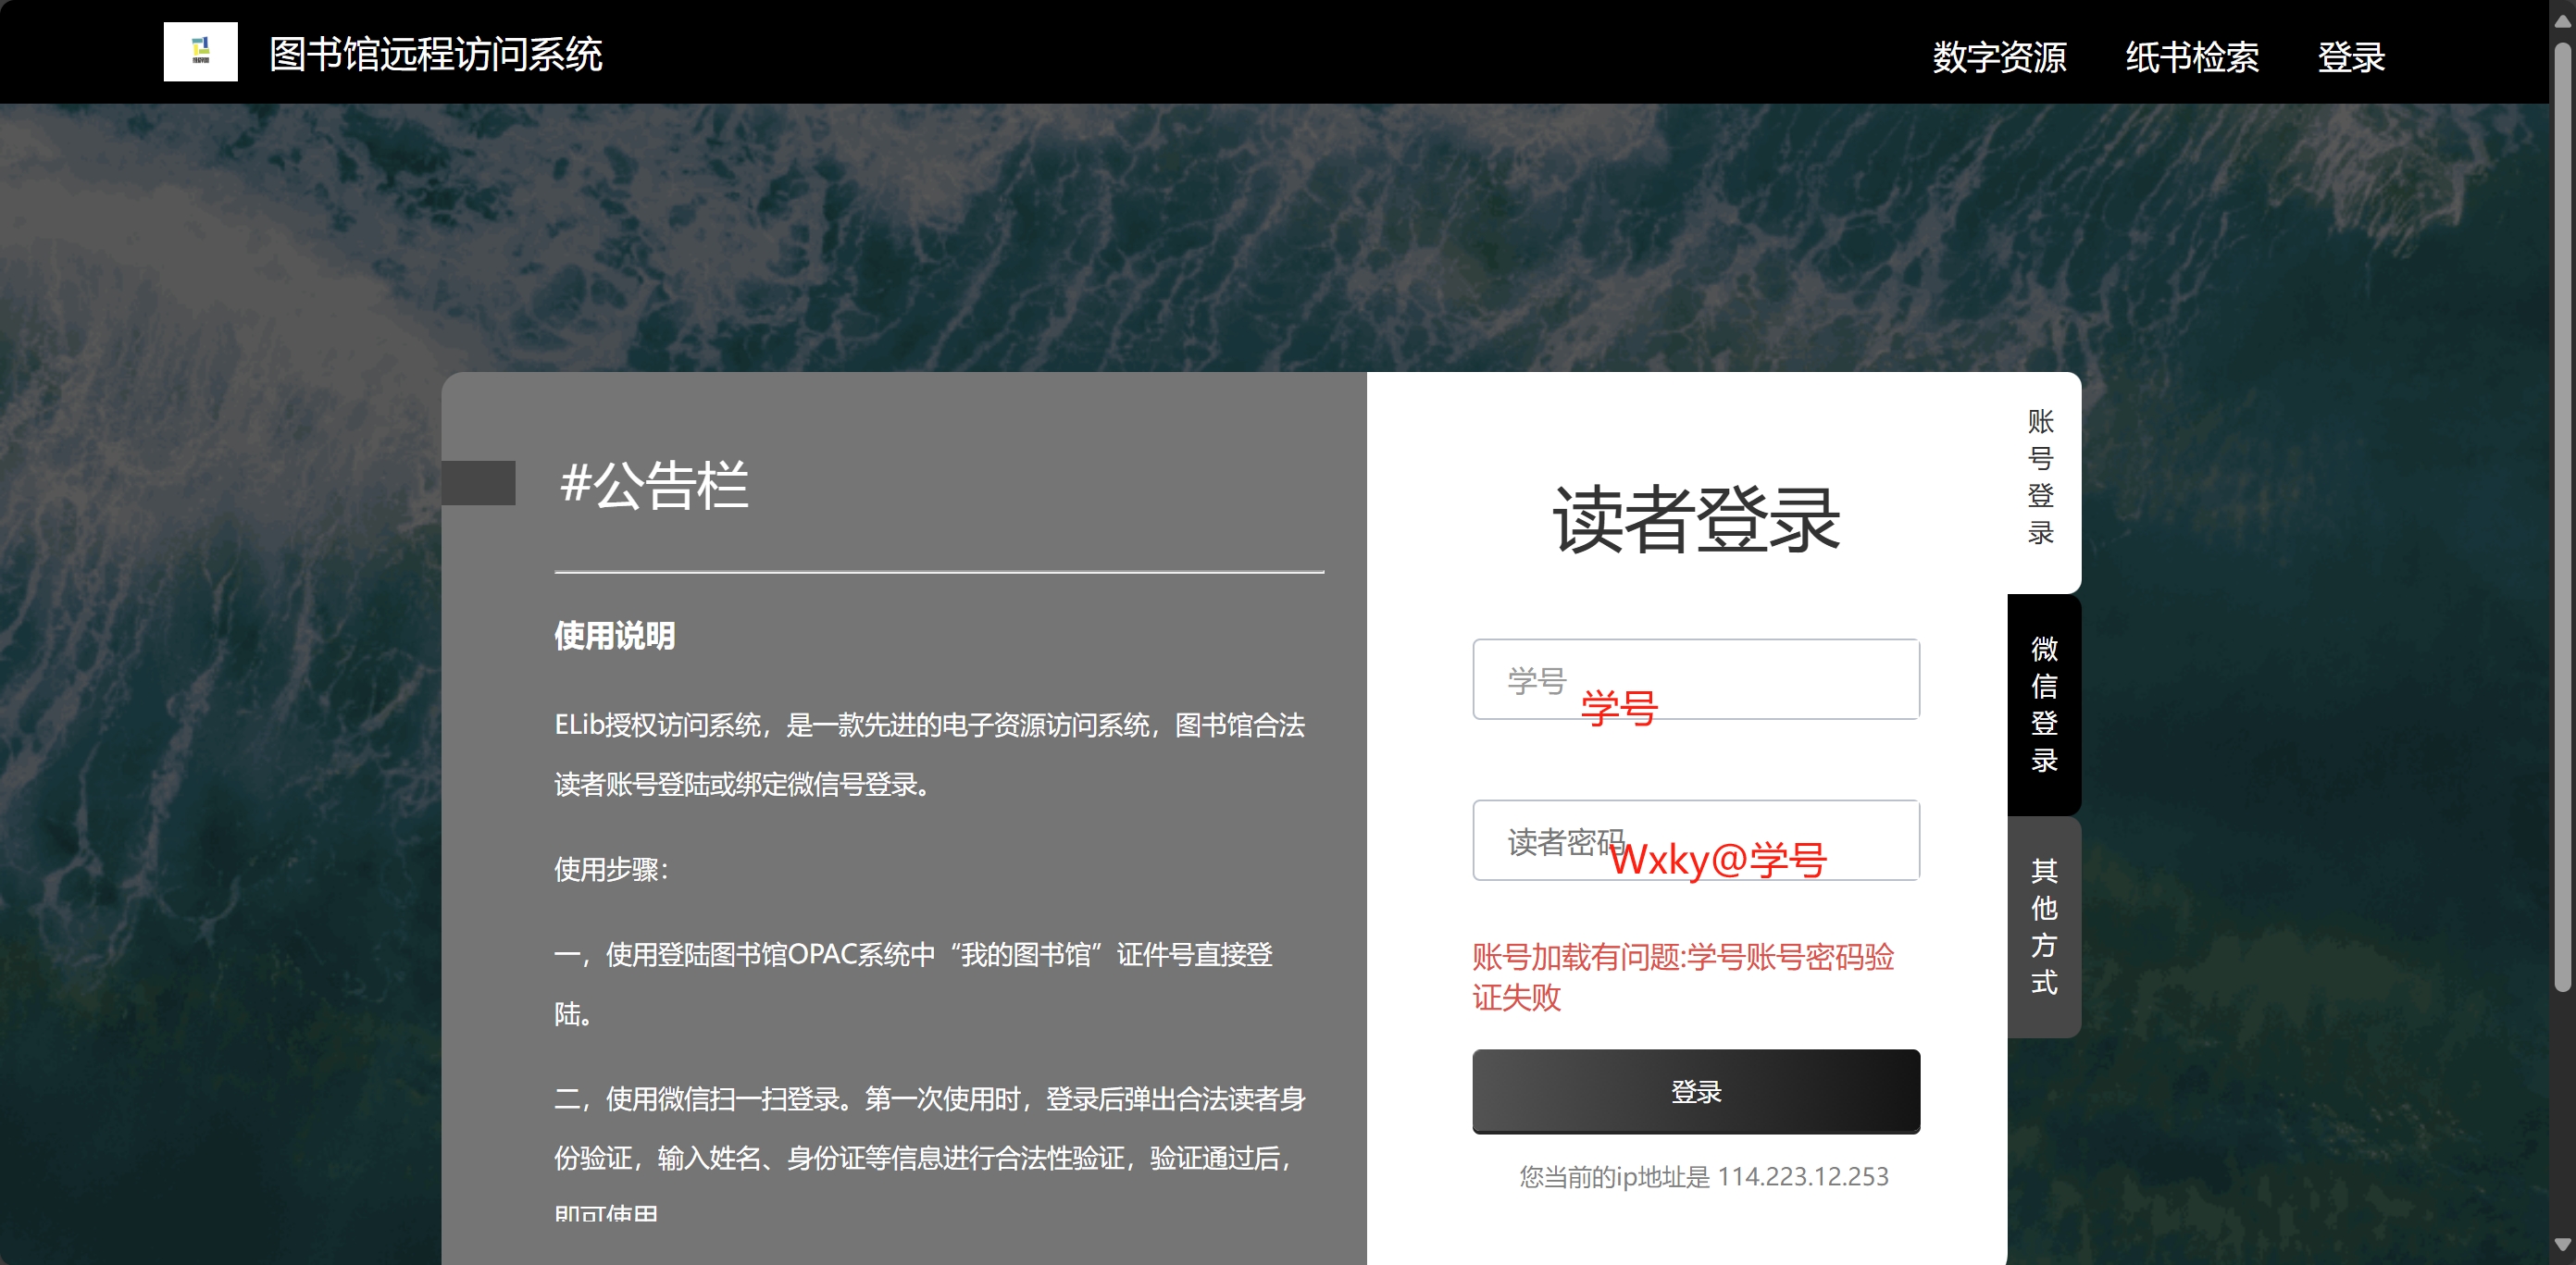 图书馆远程访问系统
数字资源 纸书检索 登录
#公告栏
使用说明
ELib授权访问系统，是一款先进的电子资源访问系统，图书馆合法
读者账号登陆或绑定微信号登录。
使用步骤：
一，使用登陆图书馆OPAC系统中“我的图书馆”证件号直接登
陆。
二，使用微信扫一扫登录。第一次使用时，登录后弹出合法读者身
份验证，输入姓名、身份证等信息进行合法性验证，验证通过后，
即可使用
读者登录
学号
学号
读者密码
Wxky@学号
账号加载有问题:学号账号密码验
证失败
登录
您当前的ip地址是 114.223.12.253
账号登录
微信登录
其他方式